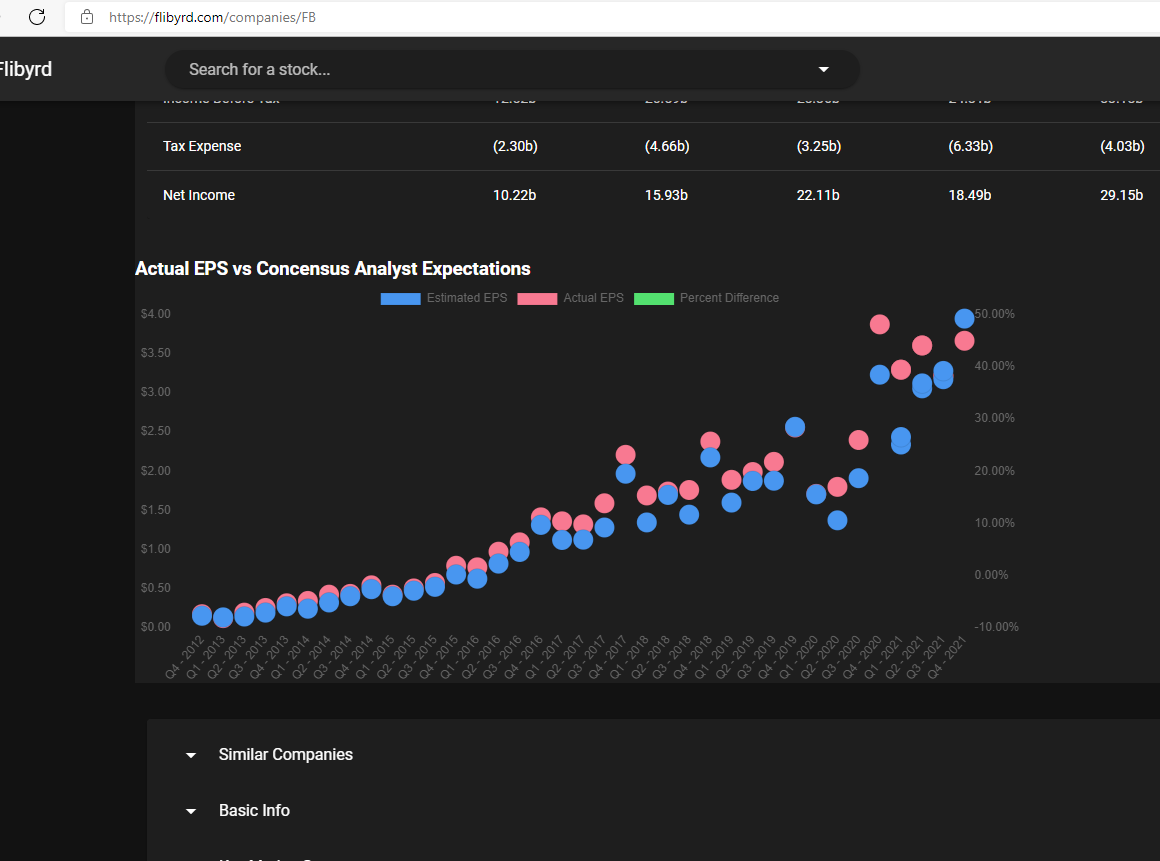 https://flibyrd.com/companies/FB
Flibyrd
Search for a stock...
Income Before Tax
Tax Expense (2.30b) (4.66b) (3.25b) (6.33b) (4.03b)
Net Income 10.22b 15.93b 22.11b 18.49b 29.15b
Actual EPS vs Concensus Analyst Expectations
Estimated EPS Actual EPS Percent Difference
$4.00 50.00%
$3.50
40.00%
$3.00
30.00%
$2.50
$2.00 20.00%
$1.50
10.00%
$1.00
$0.50 0.00%
$0.00 -10.00%
Q4 - 2012
Q1 - 2013
Q2 - 2013
Q3 - 2013
Q4 - 2013
Q1 - 2014
Q2 - 2014
Q3 - 2014
Q4 - 2014
Q1 - 2015
Q2 - 2015
Q3 - 2015
Q4 - 2015
Q1 - 2016
Q2 - 2016
Q3 - 2016
Q4 - 2016
Q1 - 2017
Q2 - 2017
Q3 - 2017
Q4 - 2017
Q1 - 2018
Q2 - 2018
Q3 - 2018
Q4 - 2018
Q1 - 2019
Q2 - 2019
Q3 - 2019
Q4 - 2019
Q1 - 2020
Q2 - 2020
Q3 - 2020
Q4 - 2020
Q1 - 2021
Q2 - 2021
Q3 - 2021
Q4 - 2021
Similar Companies
Basic Info